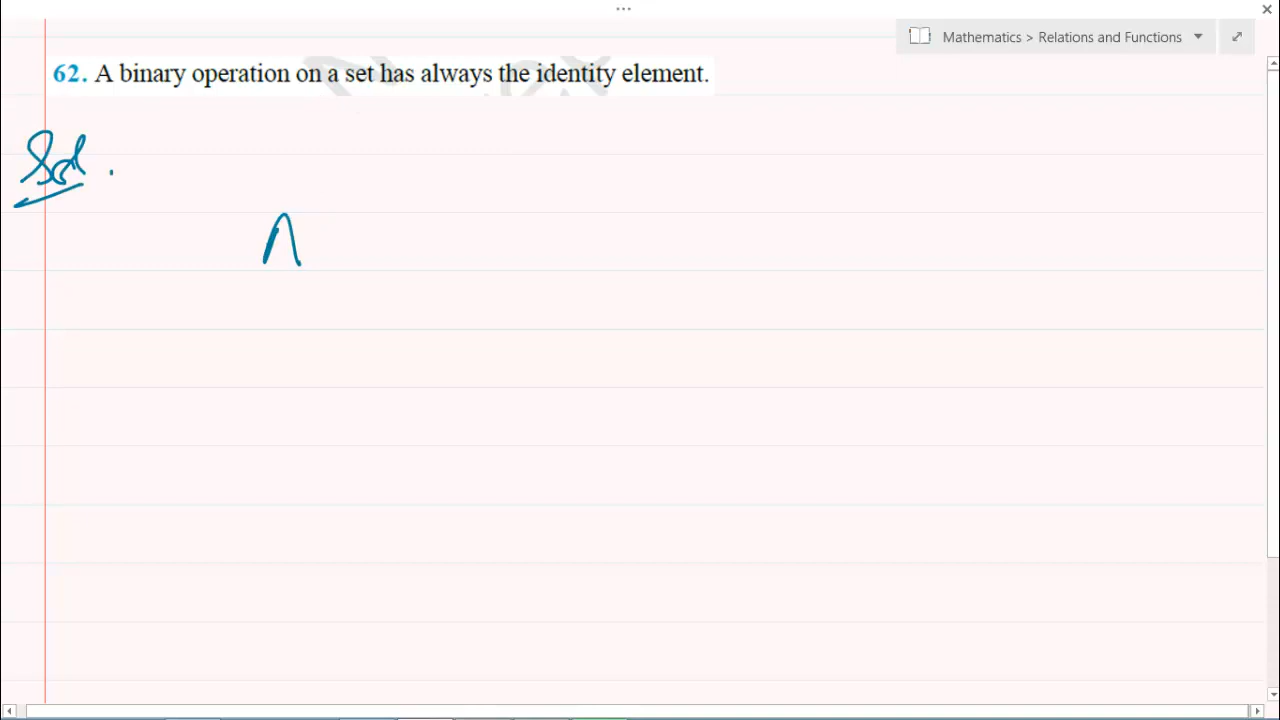 Mathematics > Relations and Functions
62. A binary operation on a set has always the identity element.
Sol.